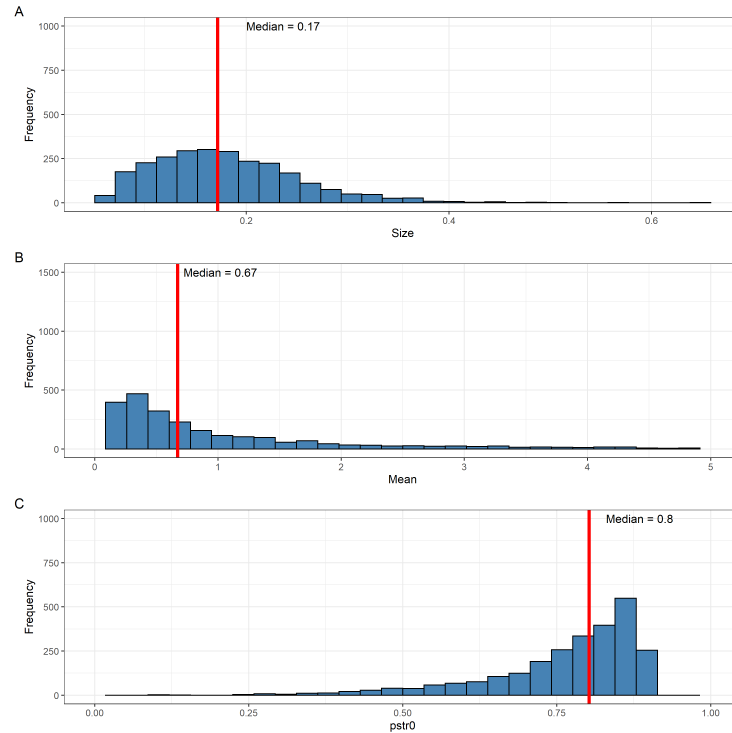 A
Median = 0.17
1000
750
500
250
0
Frequency
0.2
0.4
0.6
Size
B
Median = 0.67
1500
1000
500
0
Frequency
0
1
2
3
4
5
Mean
C
Median = 0.8
1000
750
500
250
0
Frequency
0.00
0.25
0.50
0.75
1.00
pstr0